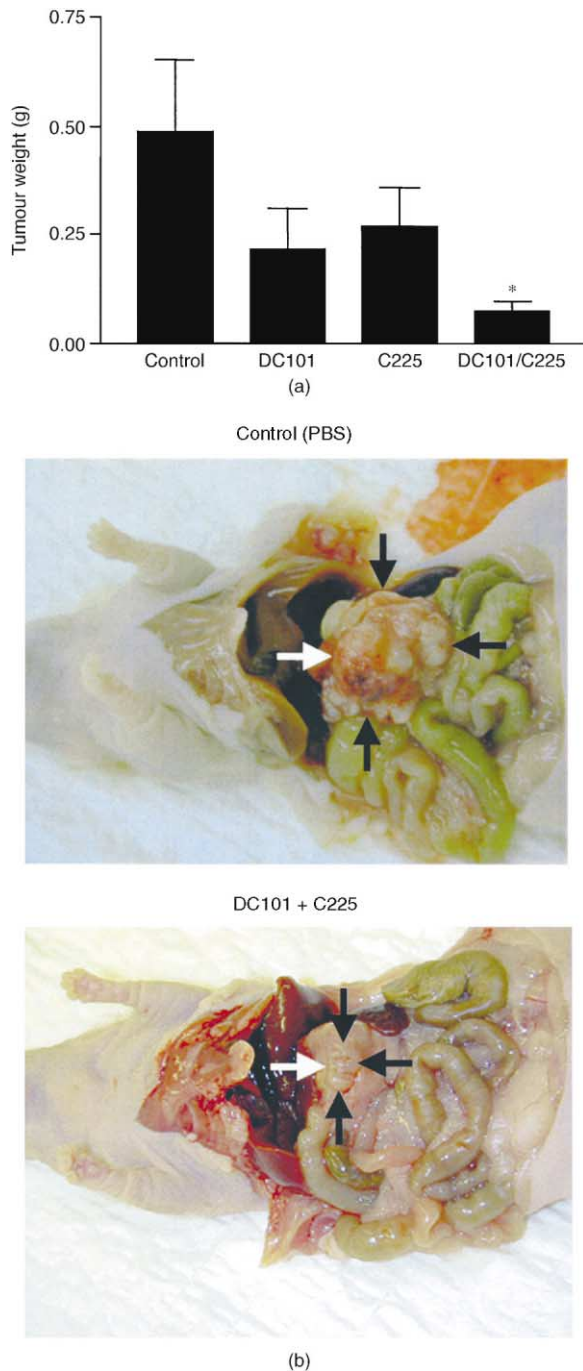 0.75
0.50
0.25
0.00
Tumour weight (g)
*
Control DC101 C225 DC101/C225
(a)
Control (PBS)
DC101 + C225
(b)